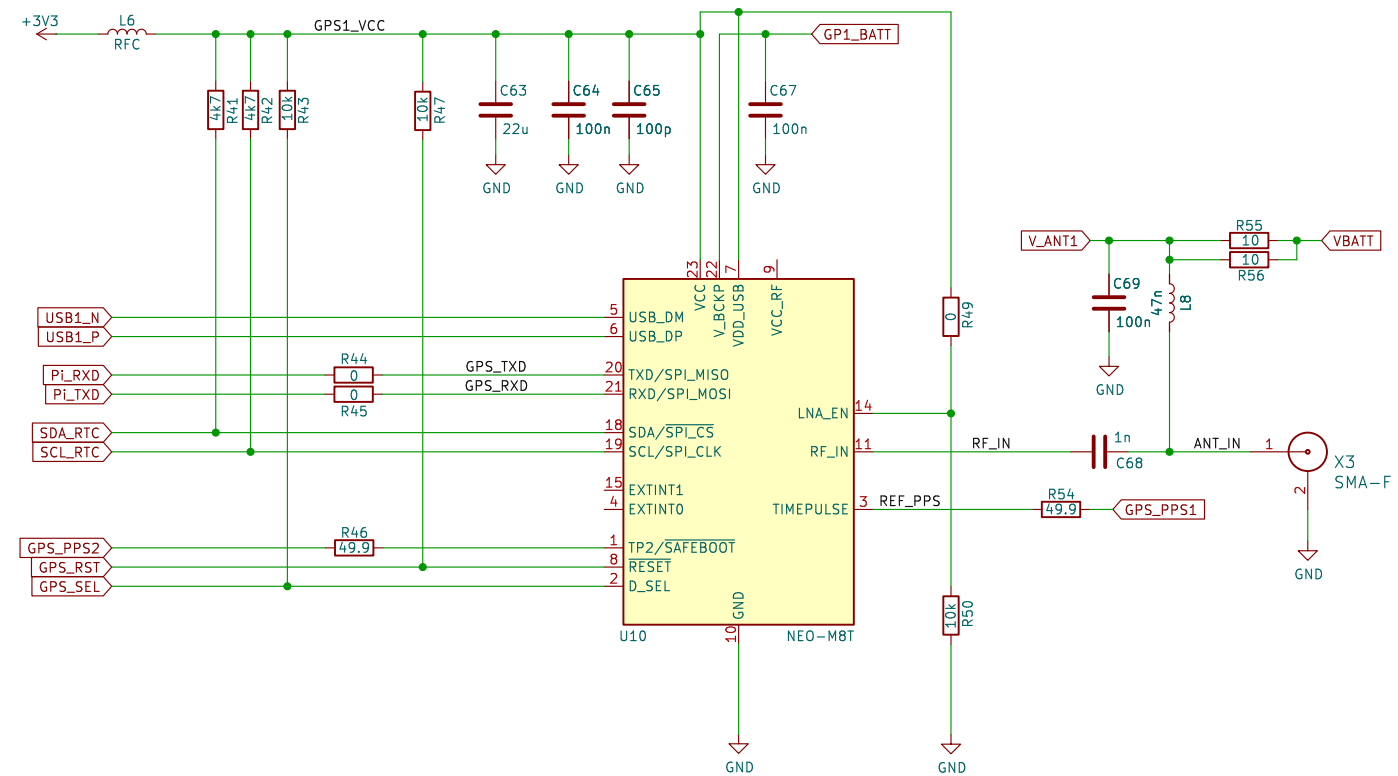 +3V3
L6
RFC
GPS1_VCC
GP1_BATT
4k7
R41
4k7
R42
10k
R43
10k
R47
C63
22u
C64
100n
C65
100p
C67
100n
GND
GND
GND
GND
V_ANT1
R55
10
10
R56
VBATT
C69
100n
47n
L8
GND
23
22
7
9
VCC
V_BCKP
VDD_USB
VCC_RF
0
R49
USB1_N
5
USB_DM
USB1_P
6
USB_DP
Pi_RXD
R44
0
GPS_TXD
20
TXD/SPI_MISO
Pi_TXD
0
R45
GPS_RXD
21
RXD/SPI_MOSI
LNA_EN
14
SDA_RTC
18
SDA/SPI_CS
SCL_RTC
19
SCL/SPI_CLK
RF_IN
11
RF_IN
1n
C68
ANT_IN
1
2
X3
SMA-F
GND
15
EXTINT1
4
EXTINT0
TIMEPULSE
3
REF_PPS
R54
49.9
GPS_PPS1
GPS_PPS2
R46
49.9
1
TP2/SAFEBOOT
GPS_RST
8
RESET
GPS_SEL
2
D_SEL
GND
10
10k
R50
U10
NEO-M8T
GND
GND